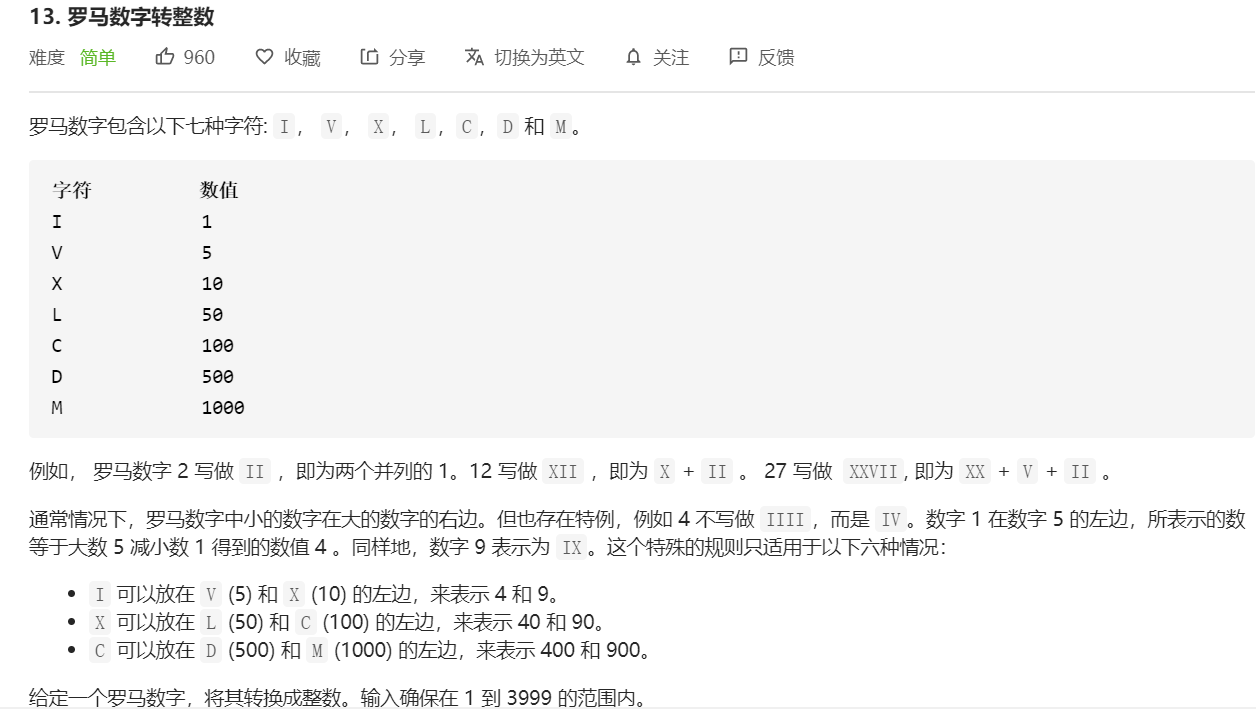 13. 罗马数字转整数
难度 简单 960 收藏 分享 切换为英文 关注 反馈
罗马数字包含以下七种字符: I， V， X， L，C，D 和 M。
字符 数值
I 1
V 5
X 10
L 50
C 100
D 500
M 1000
例如， 罗马数字 2 写做 II ，即为两个并列的 1。12 写做 XII ，即为 X + II 。 27 写做 XXVII, 即为 XX + V + II 。
通常情况下，罗马数字中小的数字在大的数字的右边。但也存在特例，例如 4 不写做 IIII，而是 IV。数字 1 在数字 5 的左边，所表示的数
等于大数 5 减小数 1 得到的数值 4 。同样地，数字 9 表示为 IX。这个特殊的规则只适用于以下六种情况：
• I 可以放在 V (5) 和 X (10) 的左边，来表示 4 和 9。
• X 可以放在 L (50) 和 C (100) 的左边，来表示 40 和 90。
• C 可以放在 D (500) 和 M (1000) 的左边，来表示 400 和 900。
给定一个罗马数字，将其转换成整数。输入确保在 1 到 3999 的范围内。